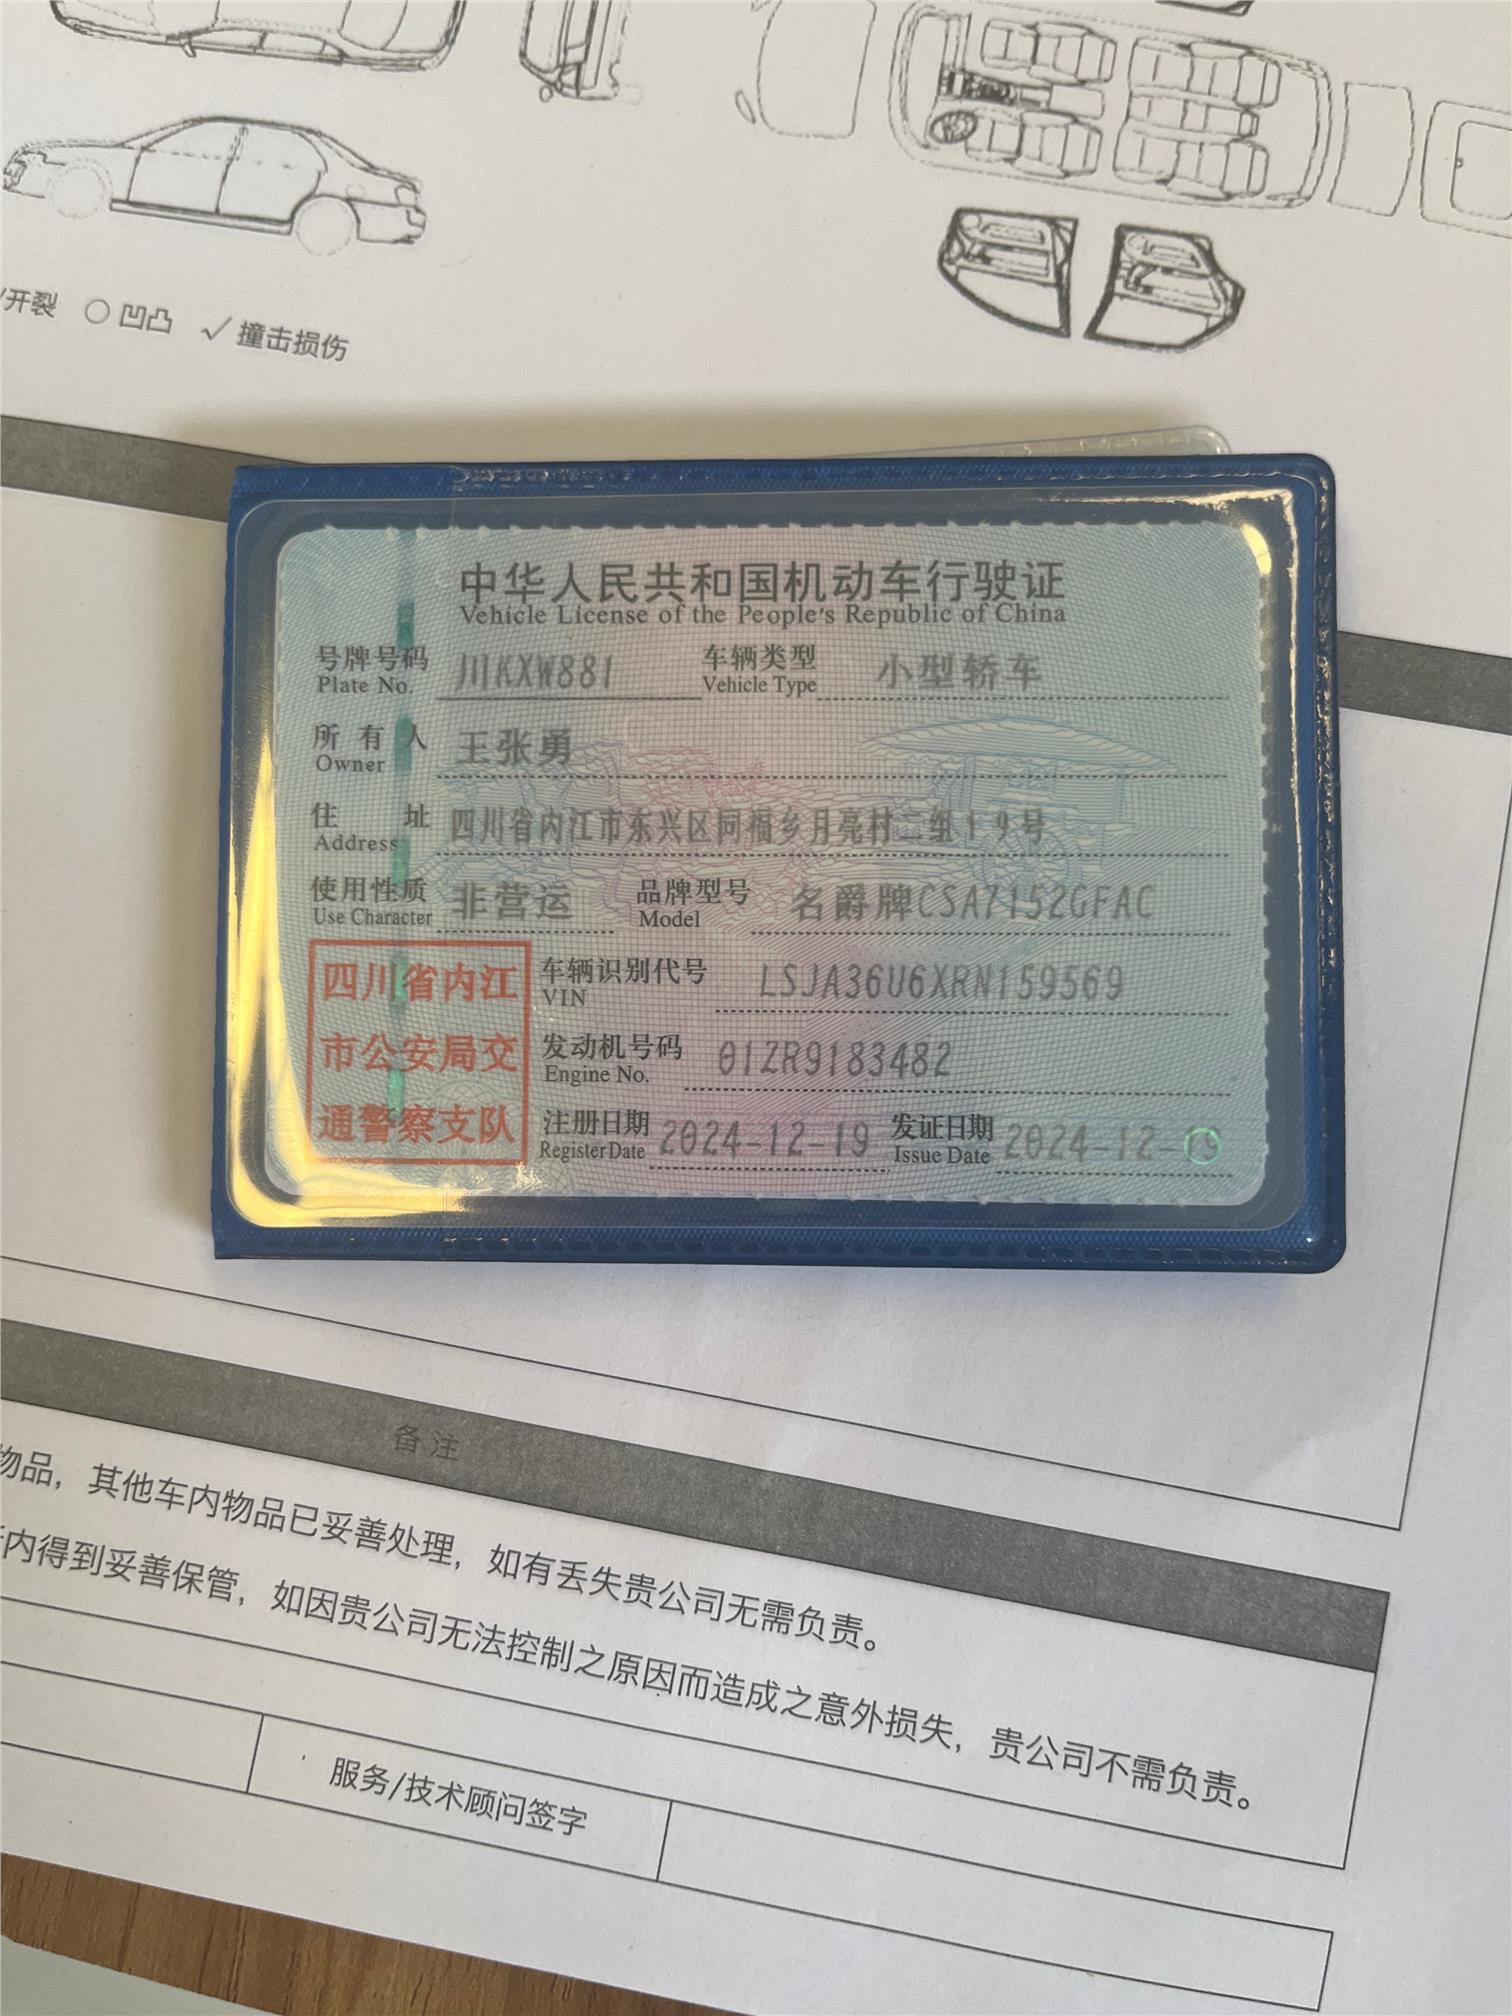 /开裂 ○ 凹凸 ✓ 撞击损伤
中华人民共和国机动车行驶证
Vehicle License of the People's Republic of China
号牌号码 川KXW881 车辆类型 小型轿车
Plate No. Vehicle Type
所有人 王张勇
Owner
住址 四川省内江市东兴区同福乡月亮村二组19号
Address
使用性质 非营运 品牌型号 名爵牌CSA7152GFAC
Use Character Model
四川省内江
市公安局交
通警察支队
车辆识别代号 LSJA36U6XRN159569
VIN
发动机号码 01ZR9183482
Engine No.
注册日期 2024-12-19 发证日期 2024-12-19
Register Date Issue Date
备注
物品，其他车内物品已妥善处理，如有丢失贵公司无需负责。
内得到妥善保管，如因贵公司无法控制之原因而造成之意外损失，贵公司不需负责。
服务/技术顾问签字